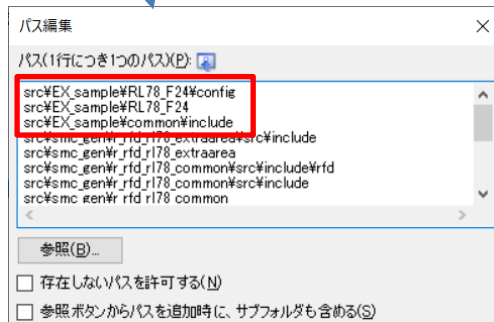 パス編集
パス(1行につき1つのパス)(P):
src¥EX_sample¥RL78_F24¥config
src¥EX_sample¥RL78_F24
src¥EX_sample¥common¥include
src¥smc_gen¥r_rfd_rl78_extraarea¥src¥include
src¥smc_gen¥r_rfd_rl78_extraarea
src¥smc_gen¥r_rfd_rl78_common¥src¥include¥rfd
src¥smc_gen¥r_rfd_rl78_common¥src¥include
src¥smc_gen¥r_rfd_rl78_common
参照(B)...
存在しないパスを許可する(N)
参照ボタンからパスを追加時に、サブフォルダも含める(S)